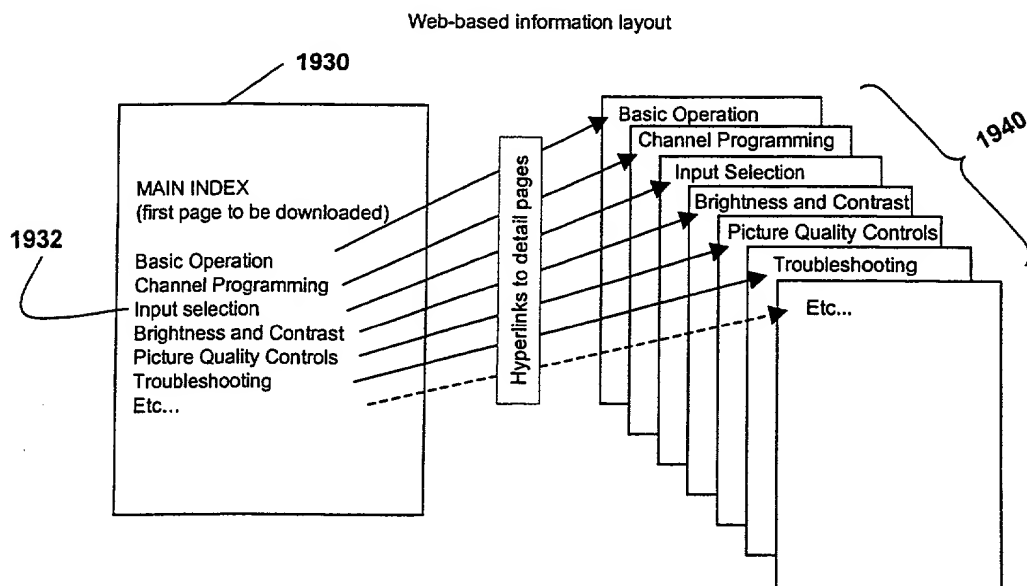 Web-based information layout
1930
1940
1932
MAIN INDEX
(first page to be downloaded)
Basic Operation
Channel Programming
Input selection
Brightness and Contrast
Picture Quality Controls
Troubleshooting
Etc...
Hyperlinks to detail pages
Basic Operation
Channel Programming
Input Selection
Brightness and Contrast
Picture Quality Controls
Troubleshooting
Etc...